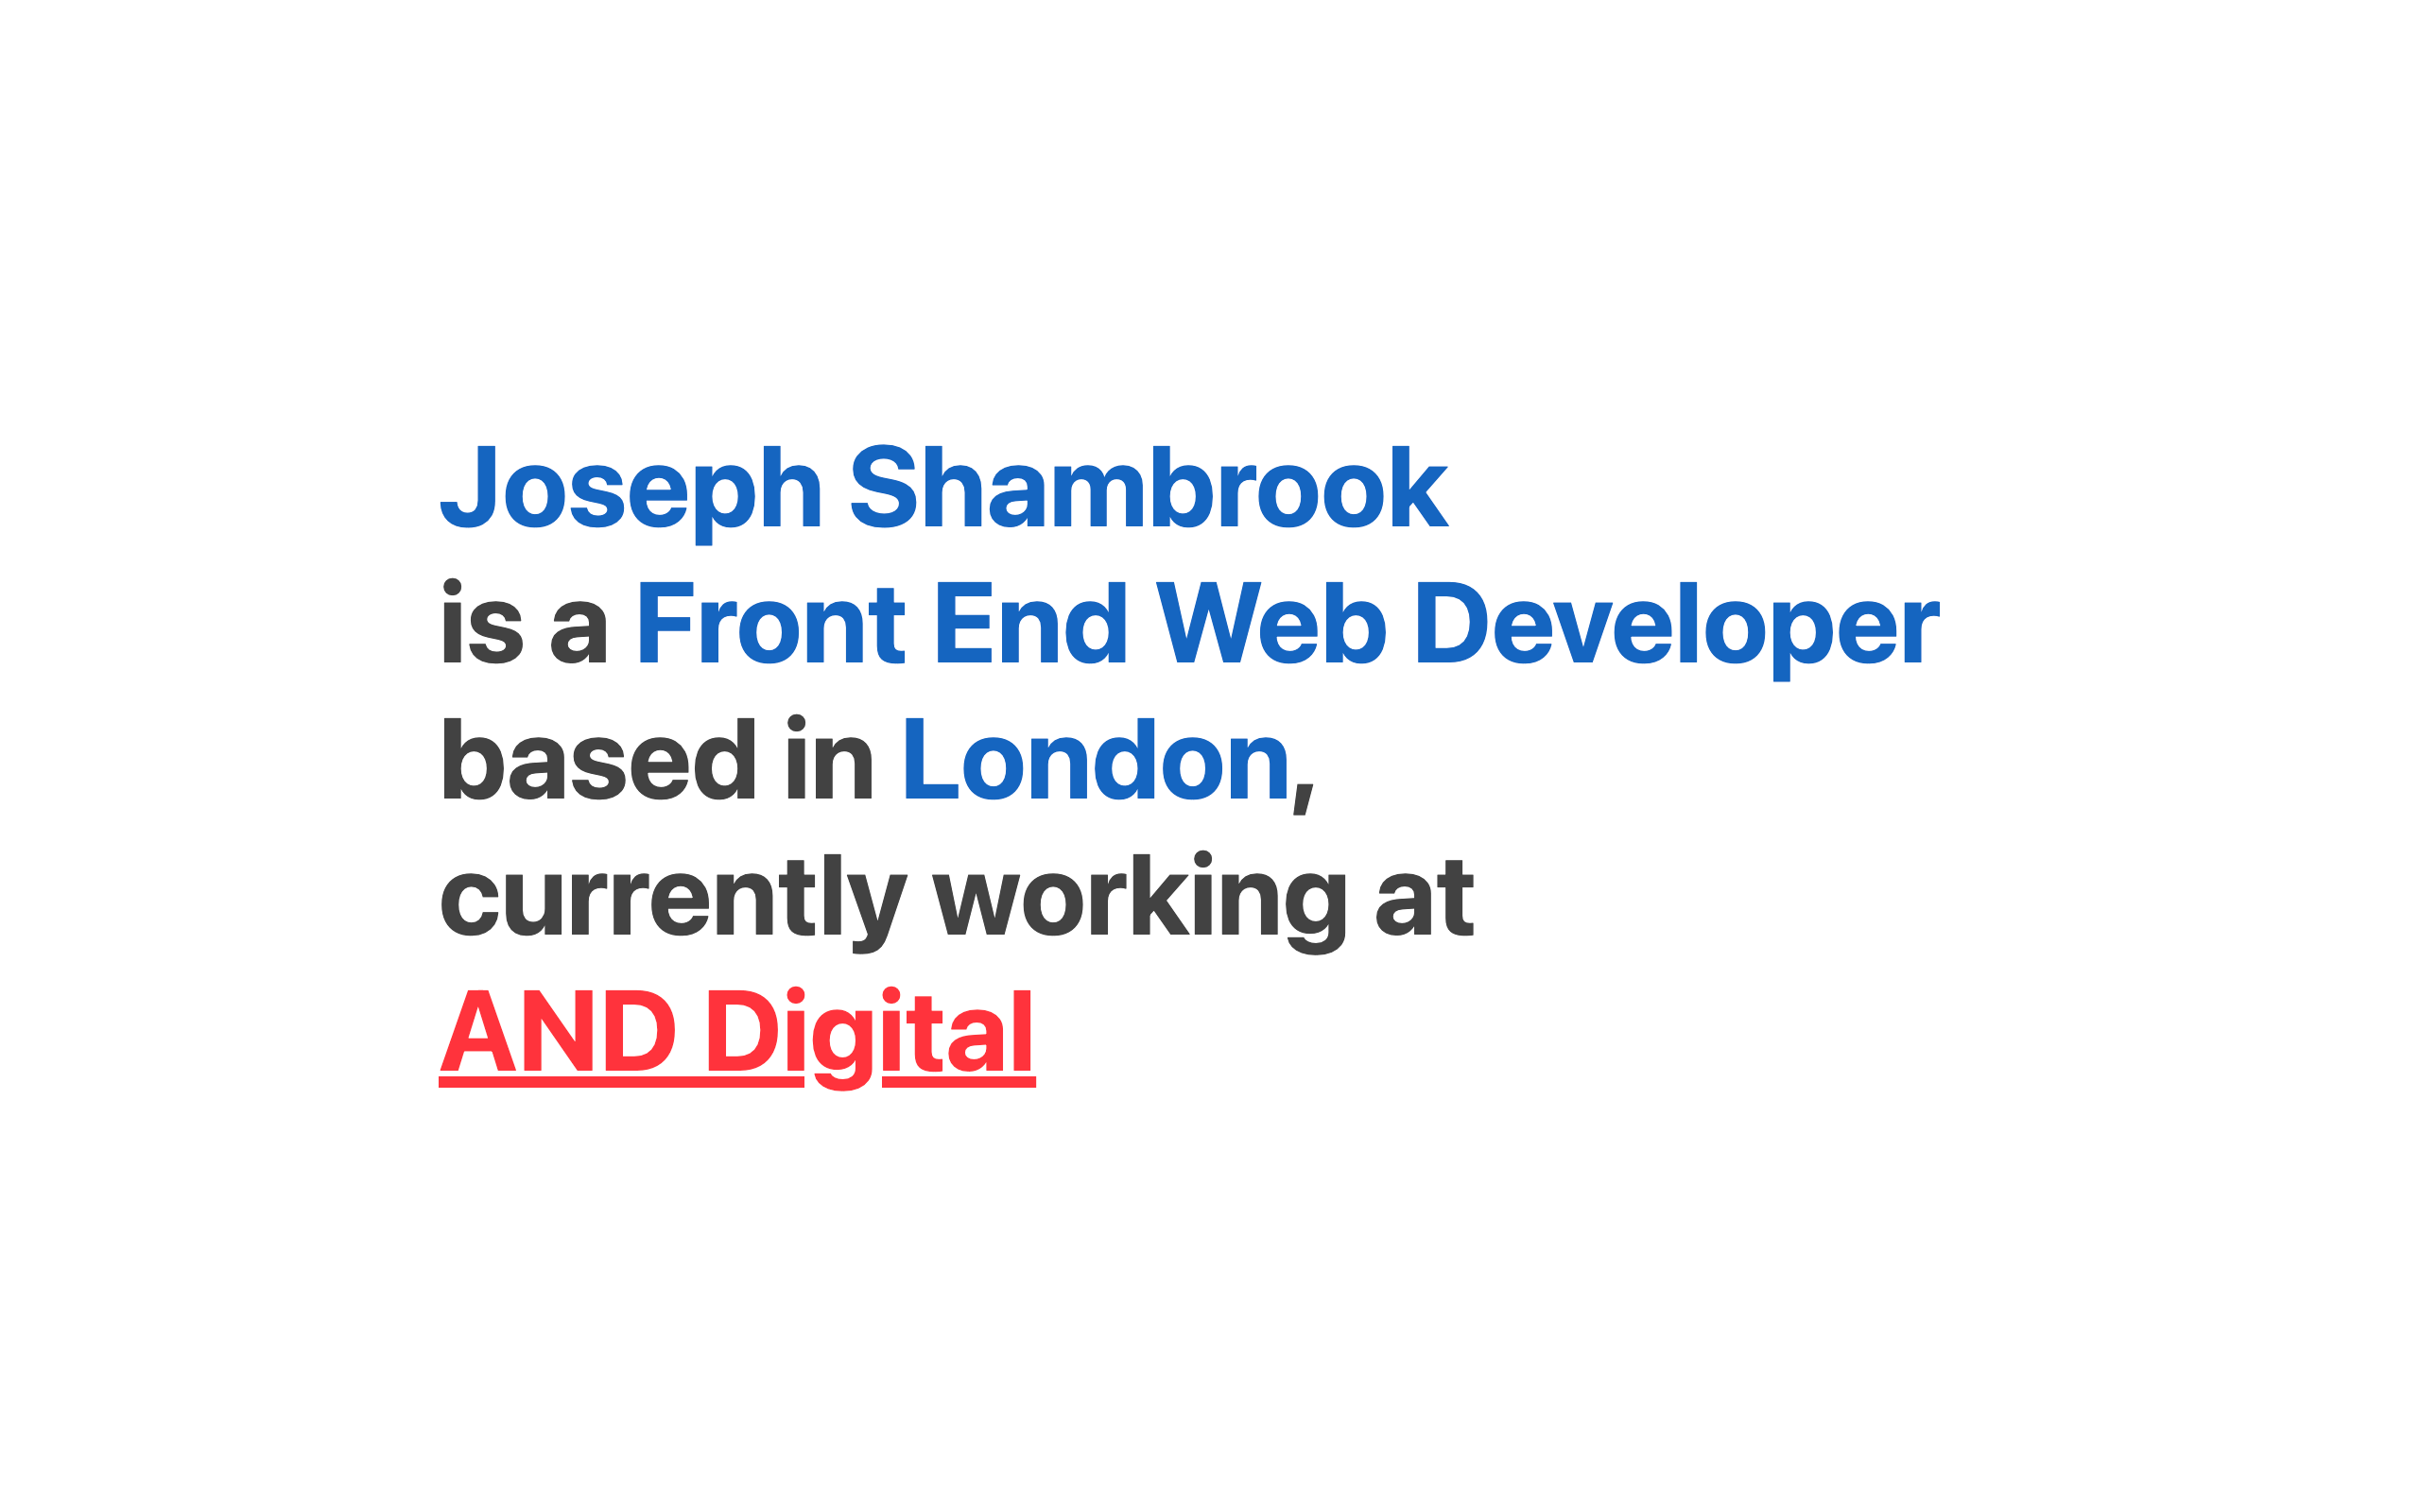 Joseph Shambrook
is a Front End Web Developer
based in London,
currently working at
AND Digital